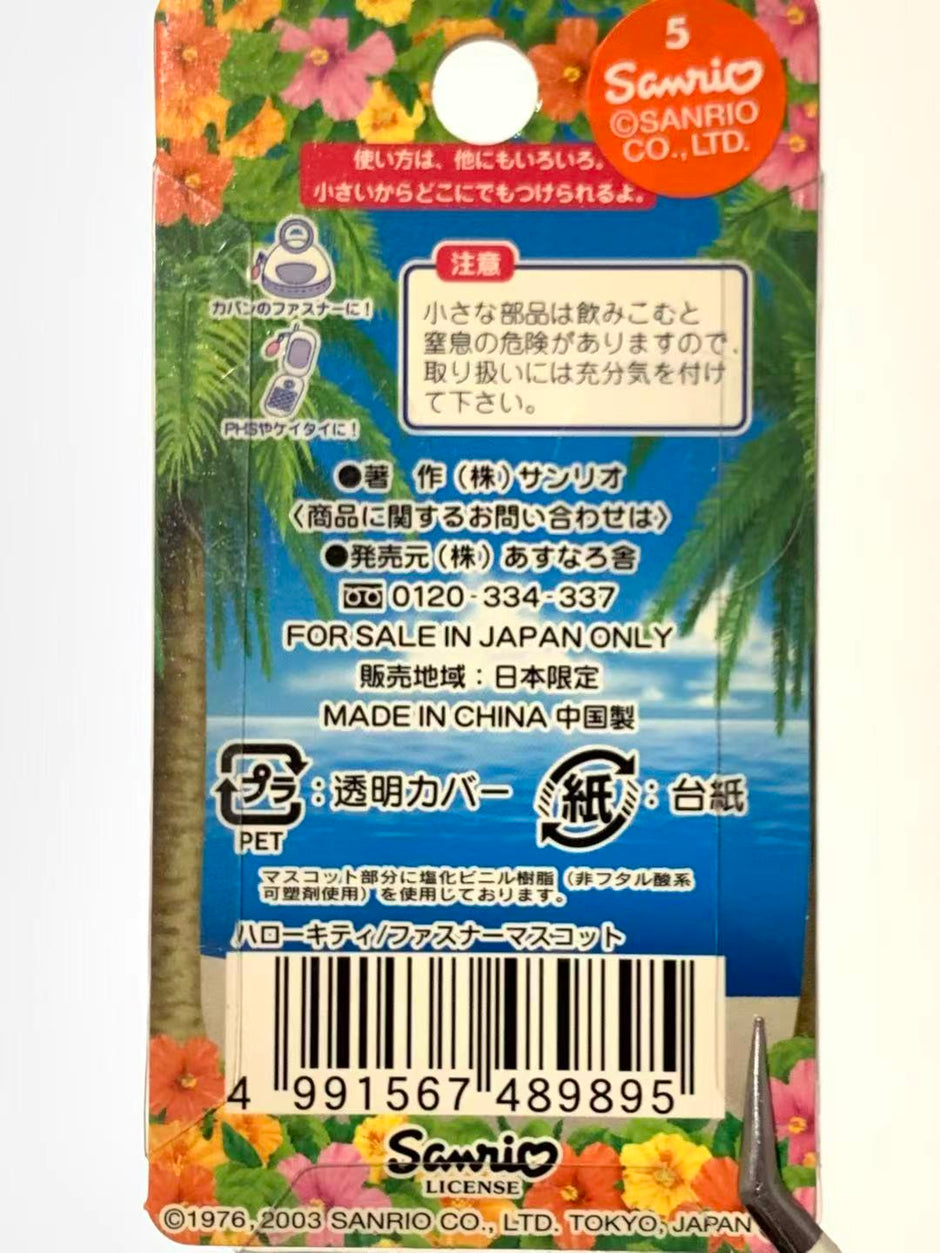 5
Sanrio
©SANRIO
CO., LTD.
使い方は、他にもいろいろ。
小さいからどこにでもつけられるよ。
カバンのファスナーに!
PHSやケイタイに!
注意
小さな部品は飲みこむと
窒息の危険がありますので、
取り扱いには充分気を付け
て下さい。
●著 作(株)サンリオ
〈商品に関するお問い合わせは〉
●発売元(株)あすなろ舎
0120-334-337
FOR SALE IN JAPAN ONLY
販売地域:日本限定
MADE IN CHINA 中国製
プラ:透明カバー 紙:台紙
PET
マスコット部分に塩化ビニル樹脂(非フタル酸系
可塑剤使用)を使用しております。
ハローキティ/ファスナーマスコット
4 991567 489895
Sanrio
LICENSE
©1976, 2003 SANRIO CO., LTD. TOKYO, JAPAN